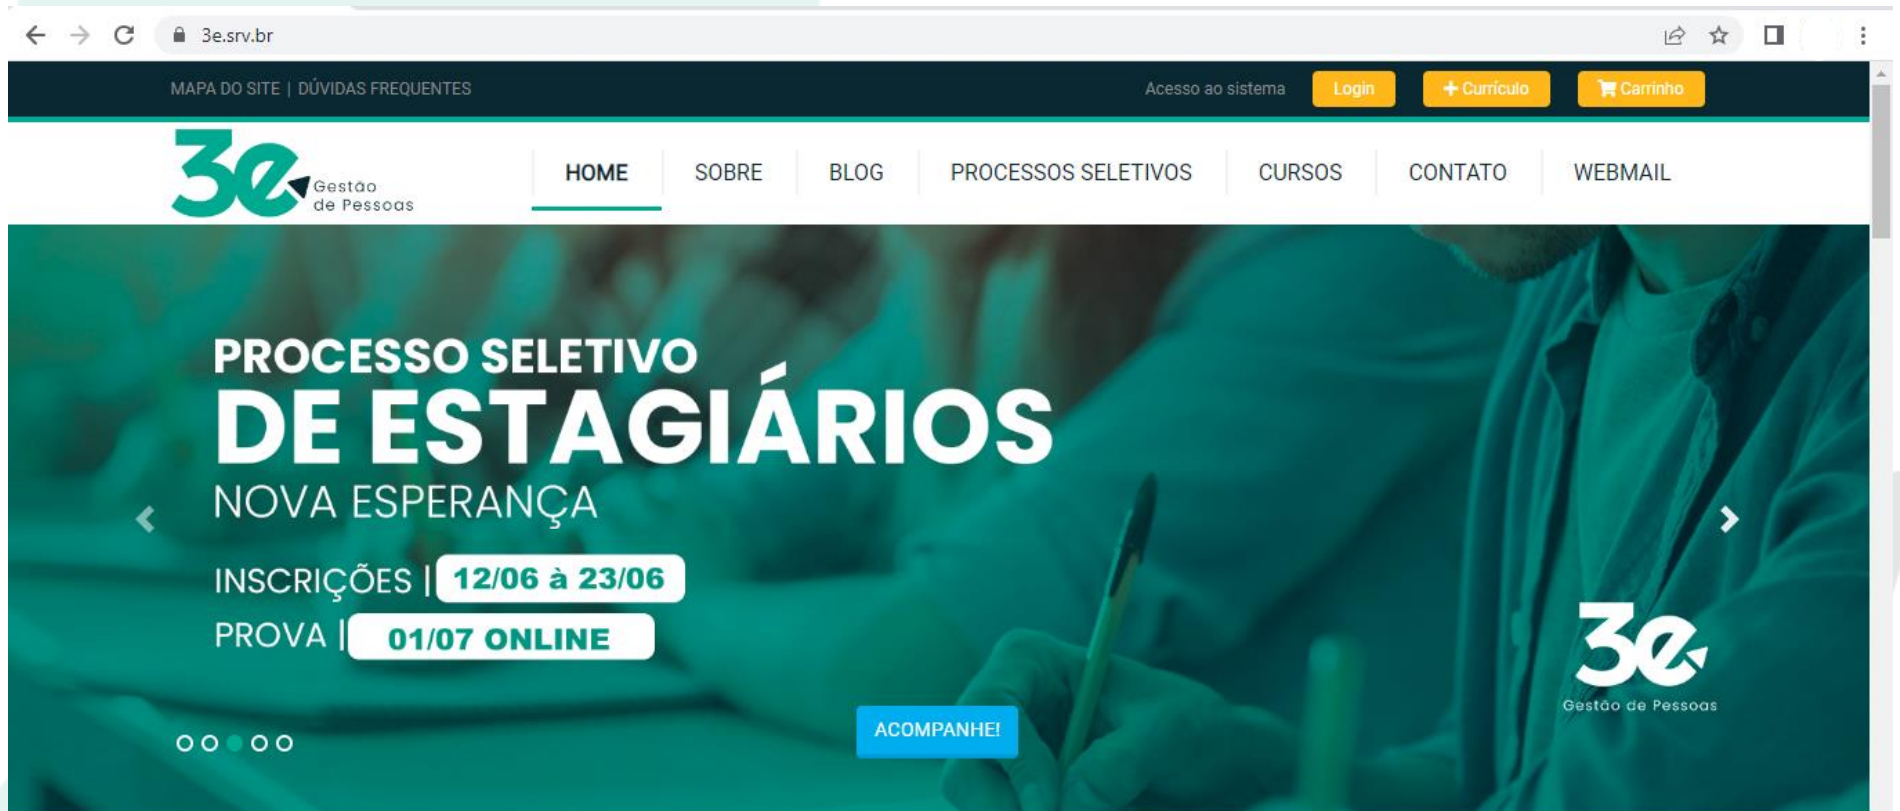 3e.srv.br
MAPA DO SITE | DÚVIDAS FREQUENTES
Acesso ao sistema
Login
+ Currículo
Carrinho
3e Gestão
de Pessoas
HOME
SOBRE
BLOG
PROCESSOS SELETIVOS
CURSOS
CONTATO
WEBMAIL
PROCESSO SELETIVO
DE ESTAGIÁRIOS
NOVA ESPERANÇA
INSCRIÇÕES | 12/06 à 23/06
PROVA | 01/07 ONLINE
3e
Gestão de Pessoas
ACOMPANHE!